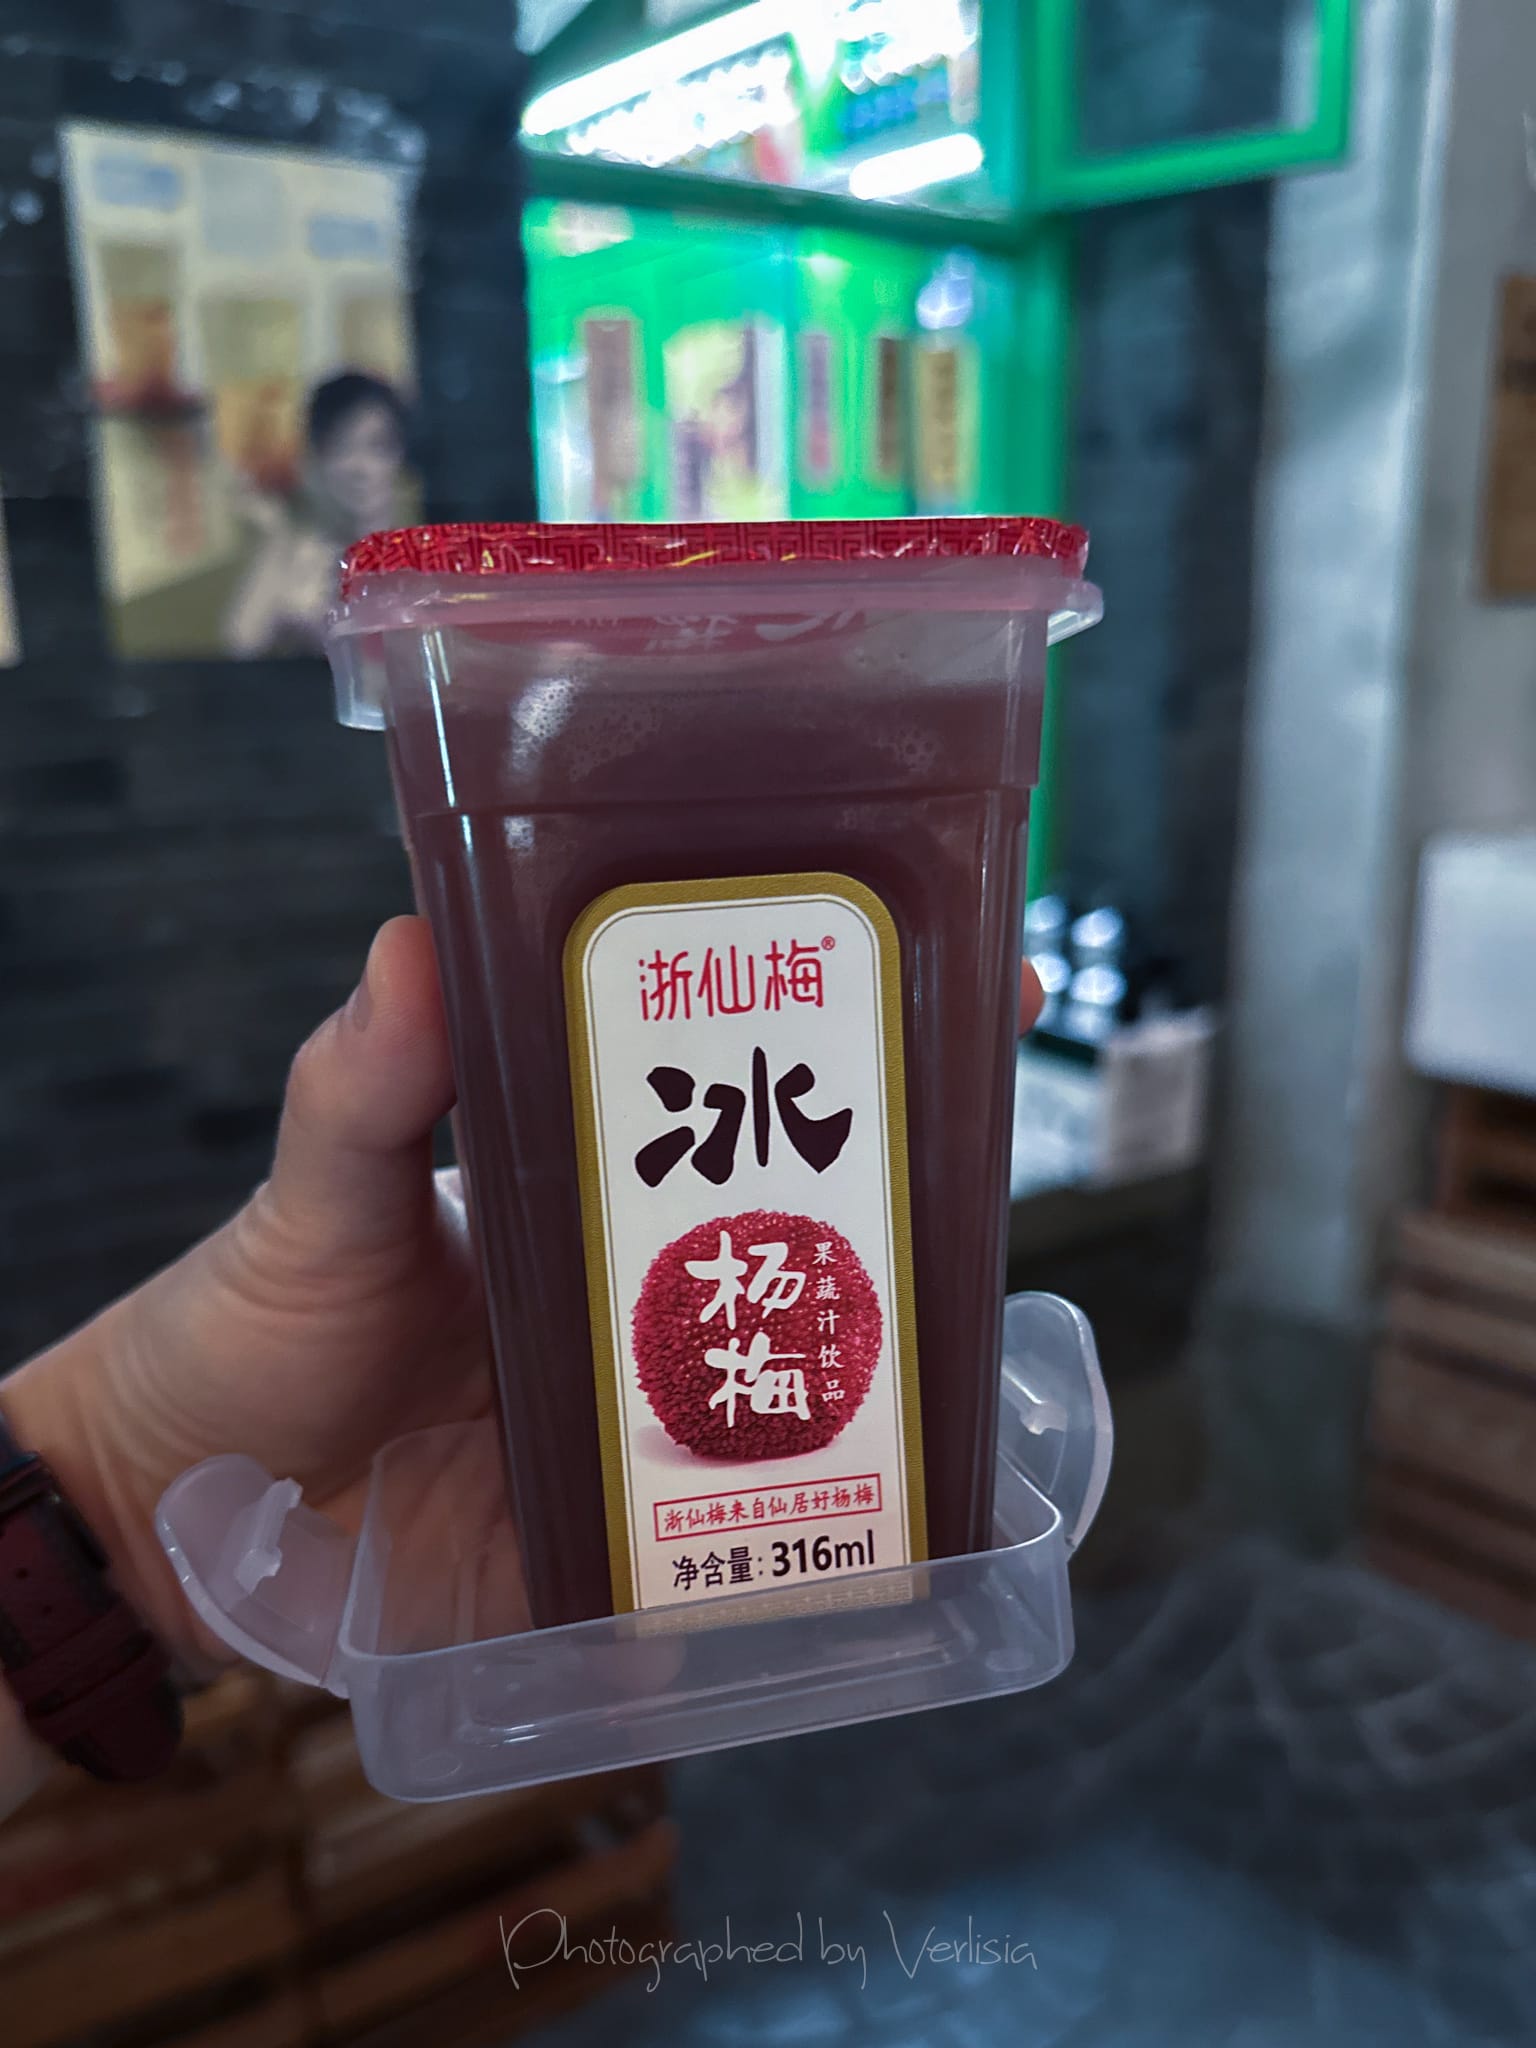 浙仙梅®
冰
杨梅
果蔬汁饮品
浙仙梅来自仙居好杨梅
净含量:316ml
Photographed by Verlisia